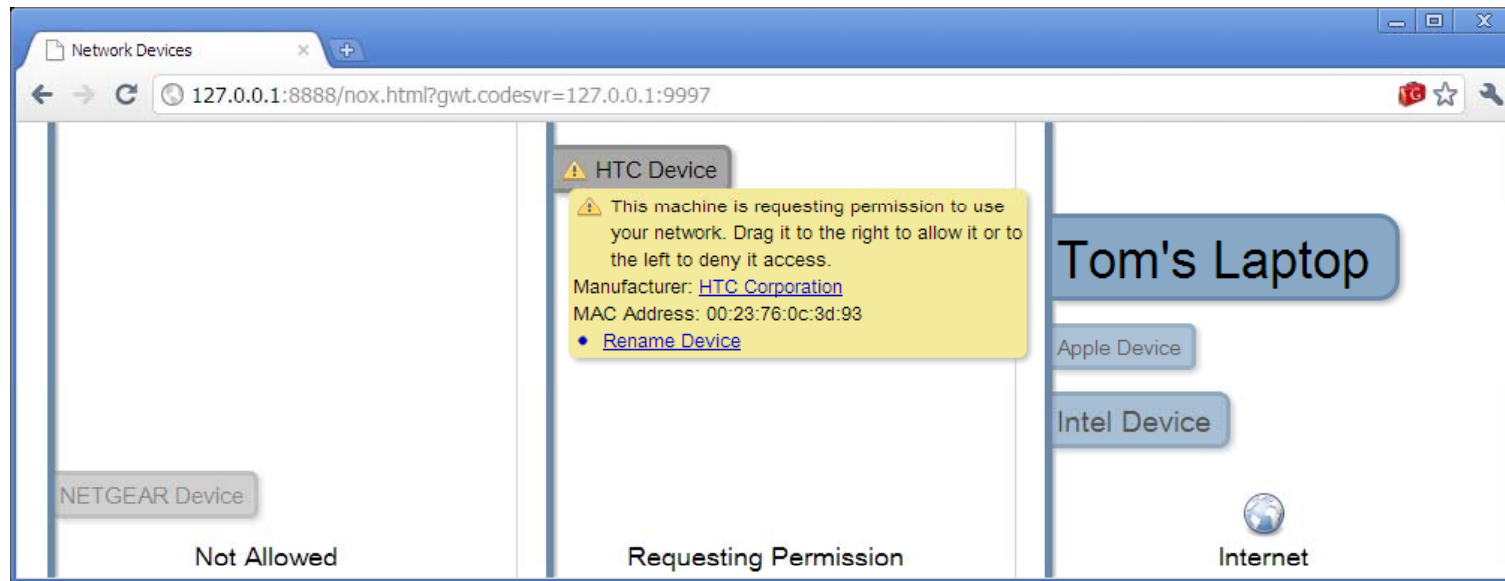 Network Devices
127.0.0.1:8888/nox.html?gwt.codesvr=127.0.0.1:9997
NETGEAR Device
Not Allowed
HTC Device
This machine is requesting permission to use
your network. Drag it to the right to allow it or to
the left to deny it access.
Manufacturer: HTC Corporation
MAC Address: 00:23:76:0c:3d:93
• Rename Device
Requesting Permission
Tom's Laptop
Apple Device
Intel Device
Internet